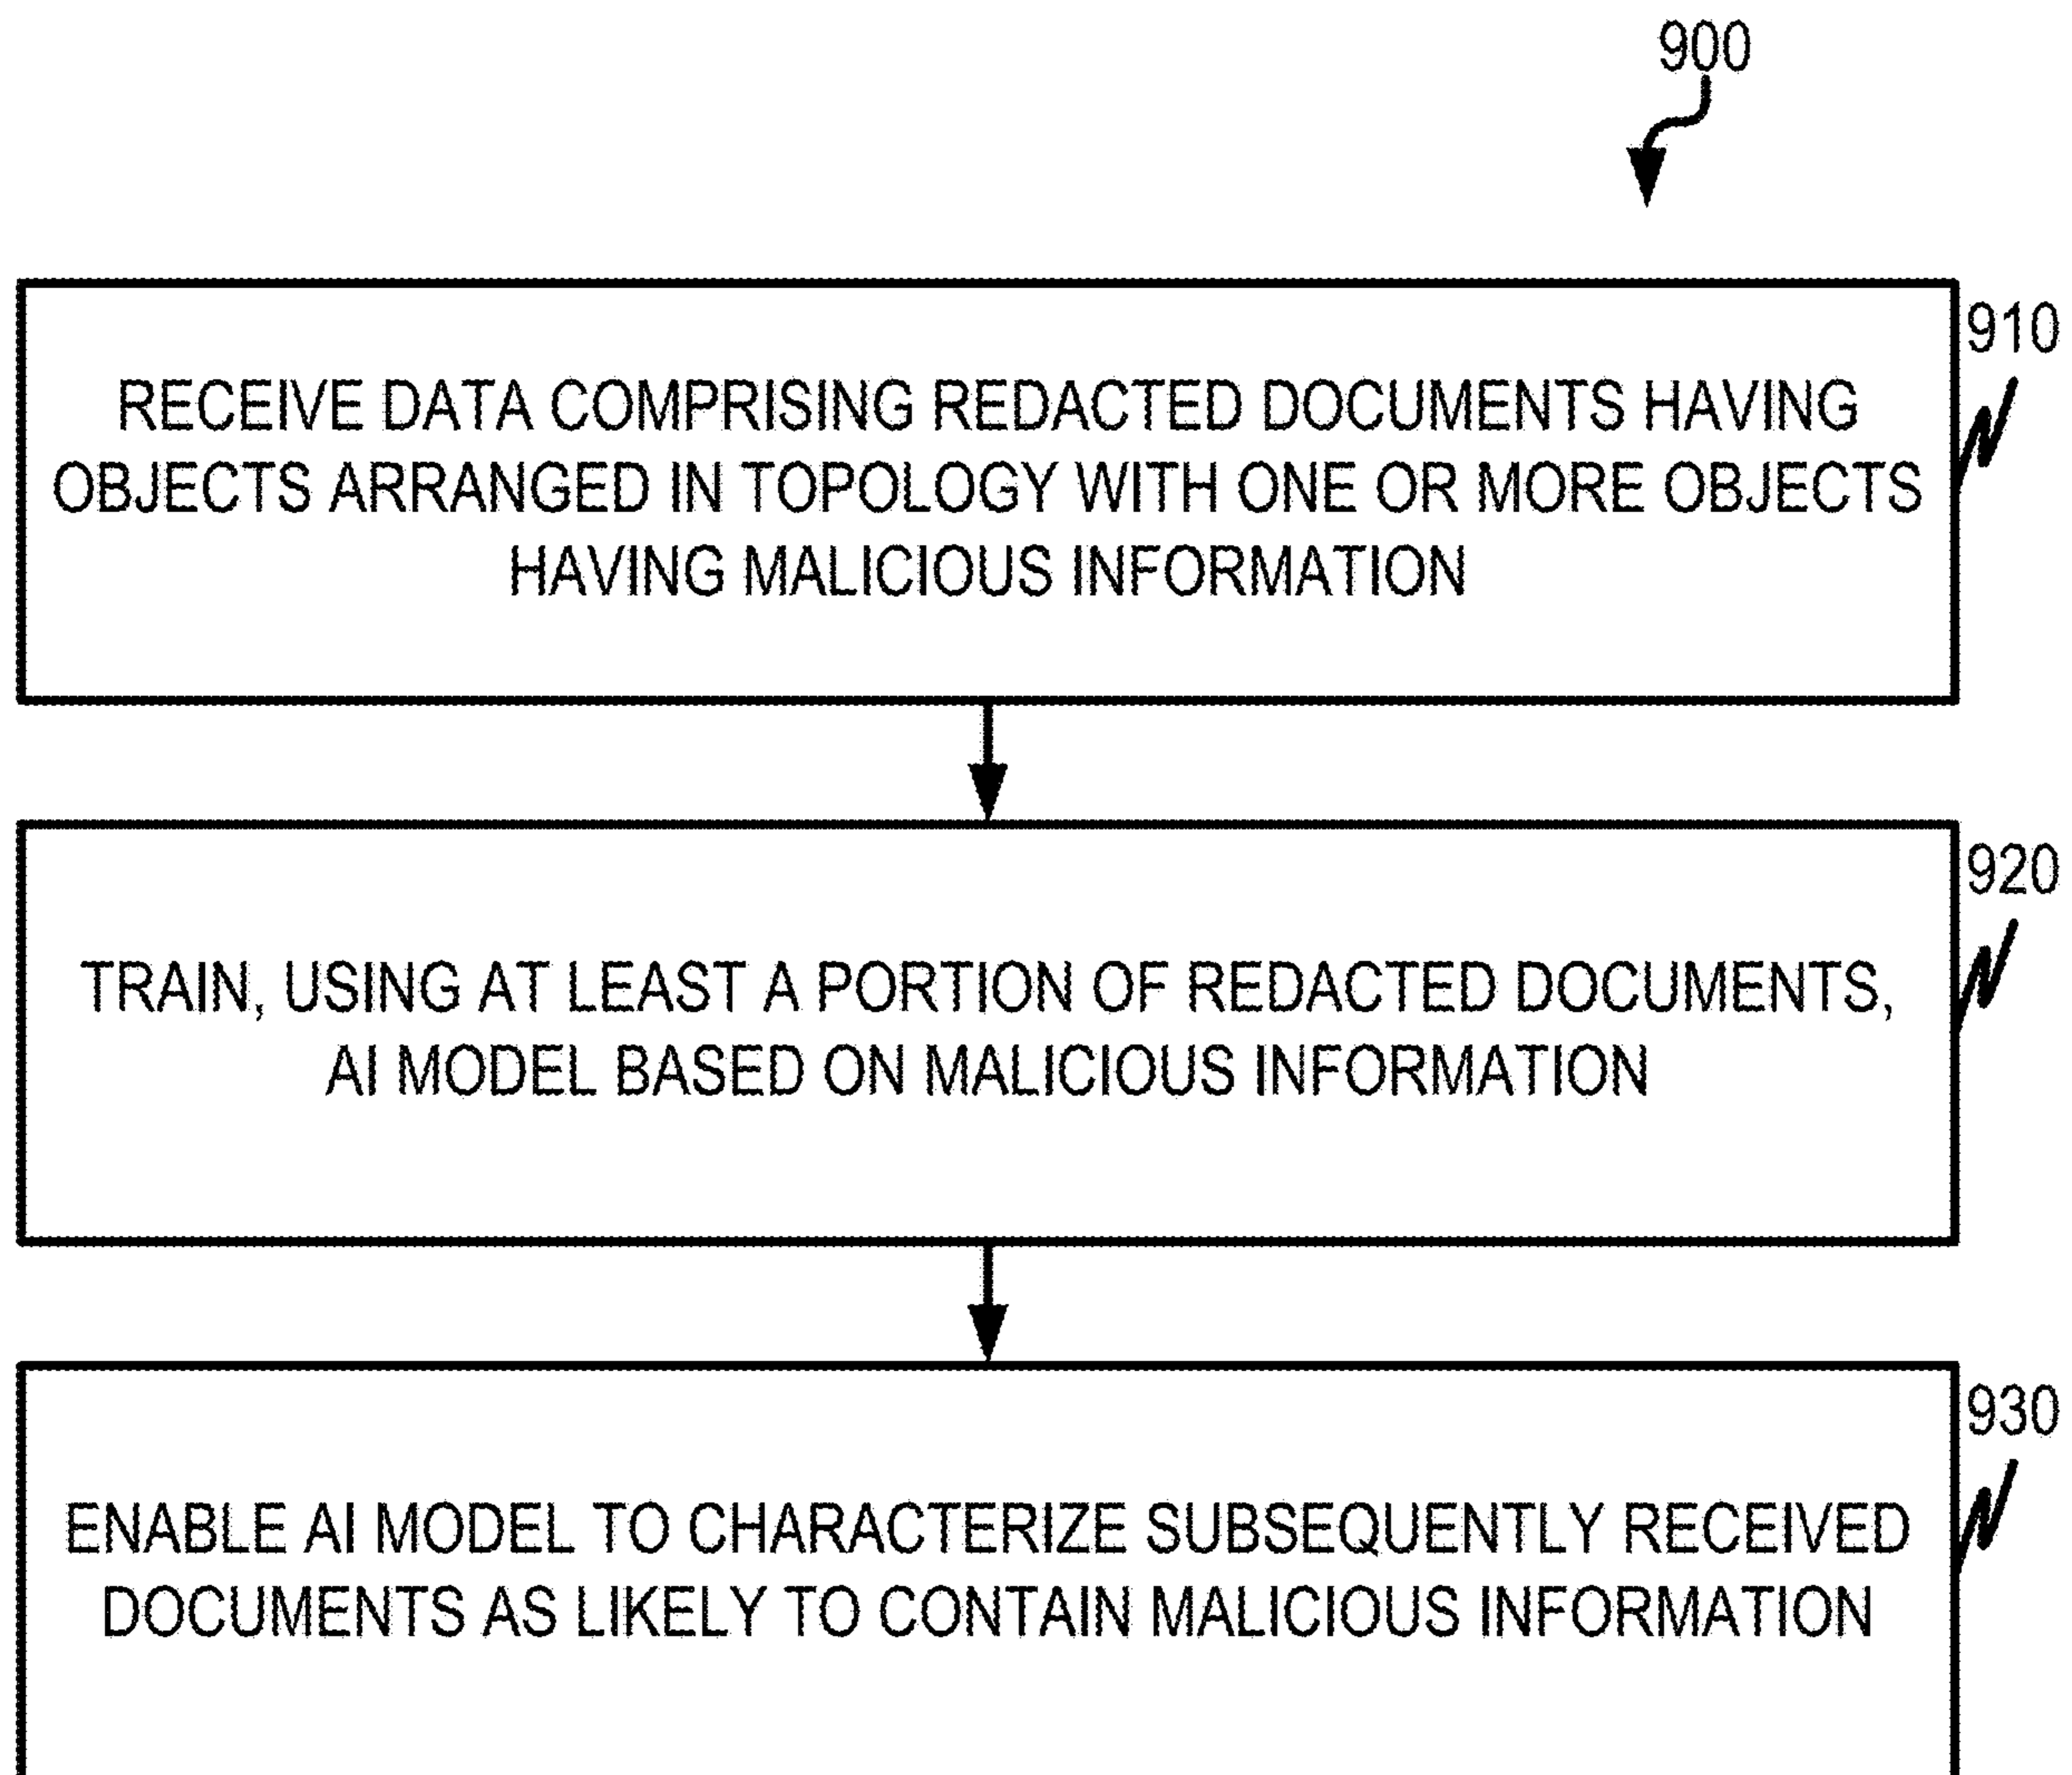 900
910
RECEIVE DATA COMPRISING REDACTED DOCUMENTS HAVING
OBJECTS ARRANGED IN TOPOLOGY WITH ONE OR MORE OBJECTS
HAVING MALICIOUS INFORMATION
920
TRAIN, USING AT LEAST A PORTION OF REDACTED DOCUMENTS,
AI MODEL BASED ON MALICIOUS INFORMATION
930
ENABLE AI MODEL TO CHARACTERIZE SUBSEQUENTLY RECEIVED
DOCUMENTS AS LIKELY TO CONTAIN MALICIOUS INFORMATION